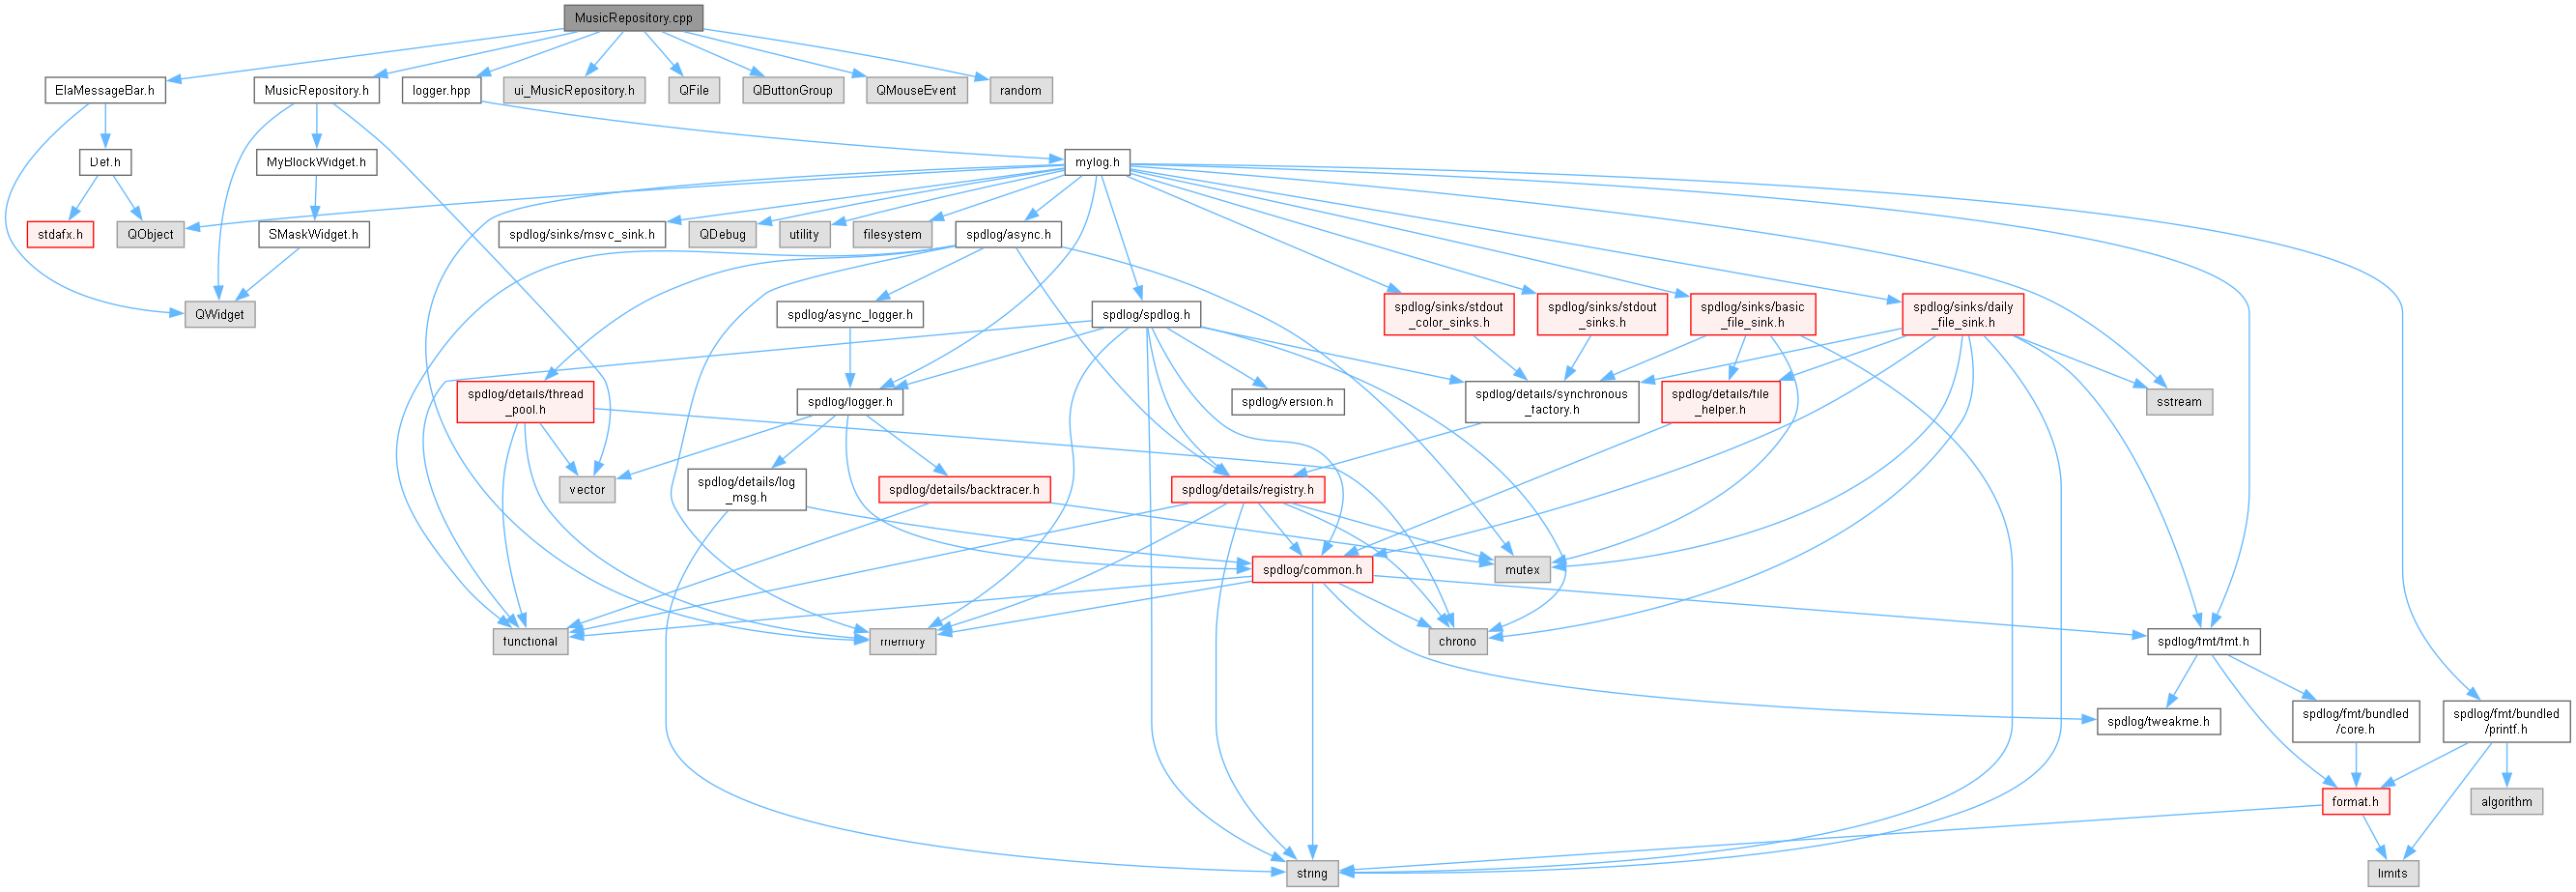 MusicRepository.cpp
ElaMessageBar.h
MusicRepository.h
logger.hpp
ui_MusicRepository.h
QFile
QButtonGroup
QMouseEvent
random
Def.h
MyBlockWidget.h
mylog.h
stdafx.h
QObject
SMaskWidget.h
spdlog/sinks/msvc_sink.h
QDebug
utility
filesystem
spdlog/async.h
QWidget
spdlog/async_logger.h
spdlog/spdlog.h
spdlog/sinks/stdout
_color_sinks.h
spdlog/sinks/stdout
_sinks.h
spdlog/sinks/basic
_file_sink.h
spdlog/sinks/daily
_file_sink.h
spdlog/details/thread
_pool.h
spdlog/logger.h
spdlog/version.h
spdlog/details/synchronous
_factory.h
spdlog/details/file
_helper.h
sstream
vector
spdlog/details/log
_msg.h
spdlog/details/backtracer.h
spdlog/details/registry.h
spdlog/common.h
mutex
functional
memory
chrono
spdlog/fmt/fmt.h
spdlog/tweakme.h
spdlog/fmt/bundled
/core.h
spdlog/fmt/bundled
/printf.h
format.h
algorithm
string
limits